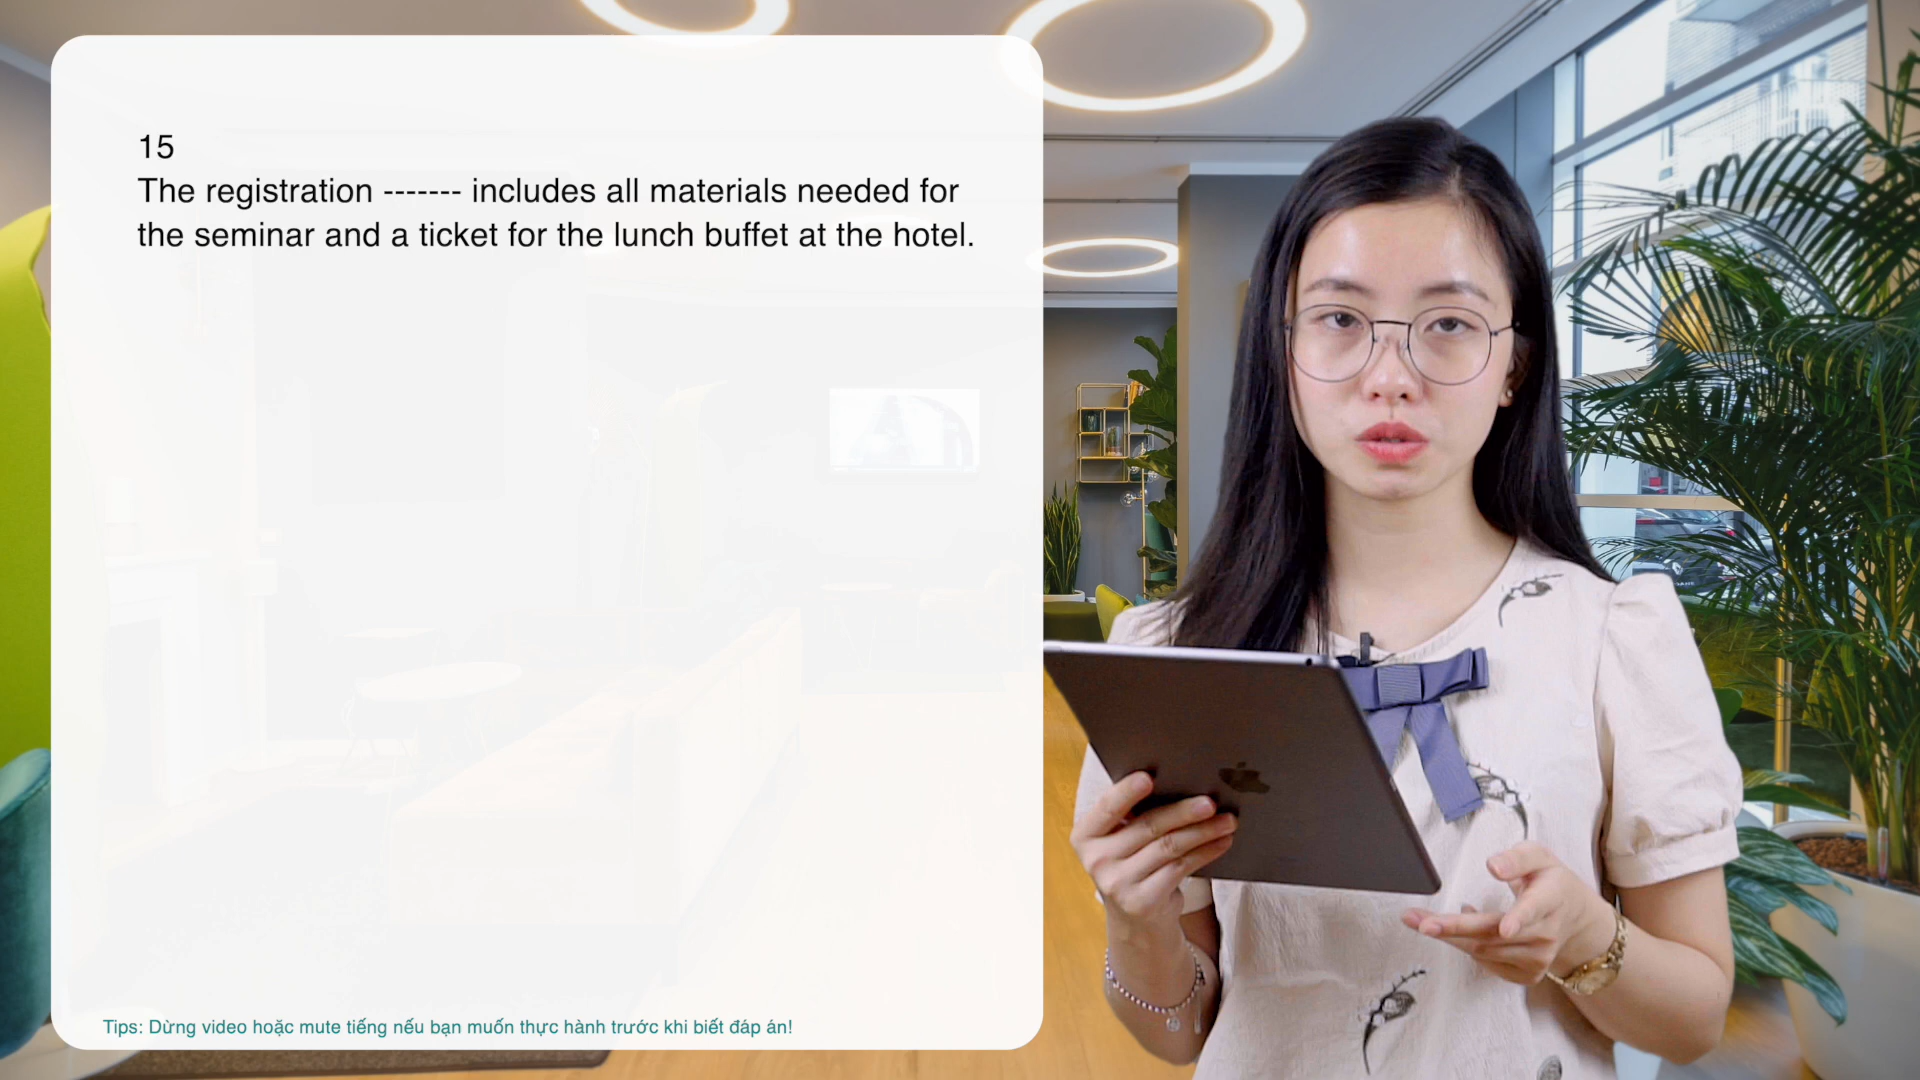 15
The registration ------- includes all materials needed for
the seminar and a ticket for the lunch buffet at the hotel.
Tips: Dừng video hoặc mute tiếng nếu bạn muốn thực hành trước khi biết đáp án!